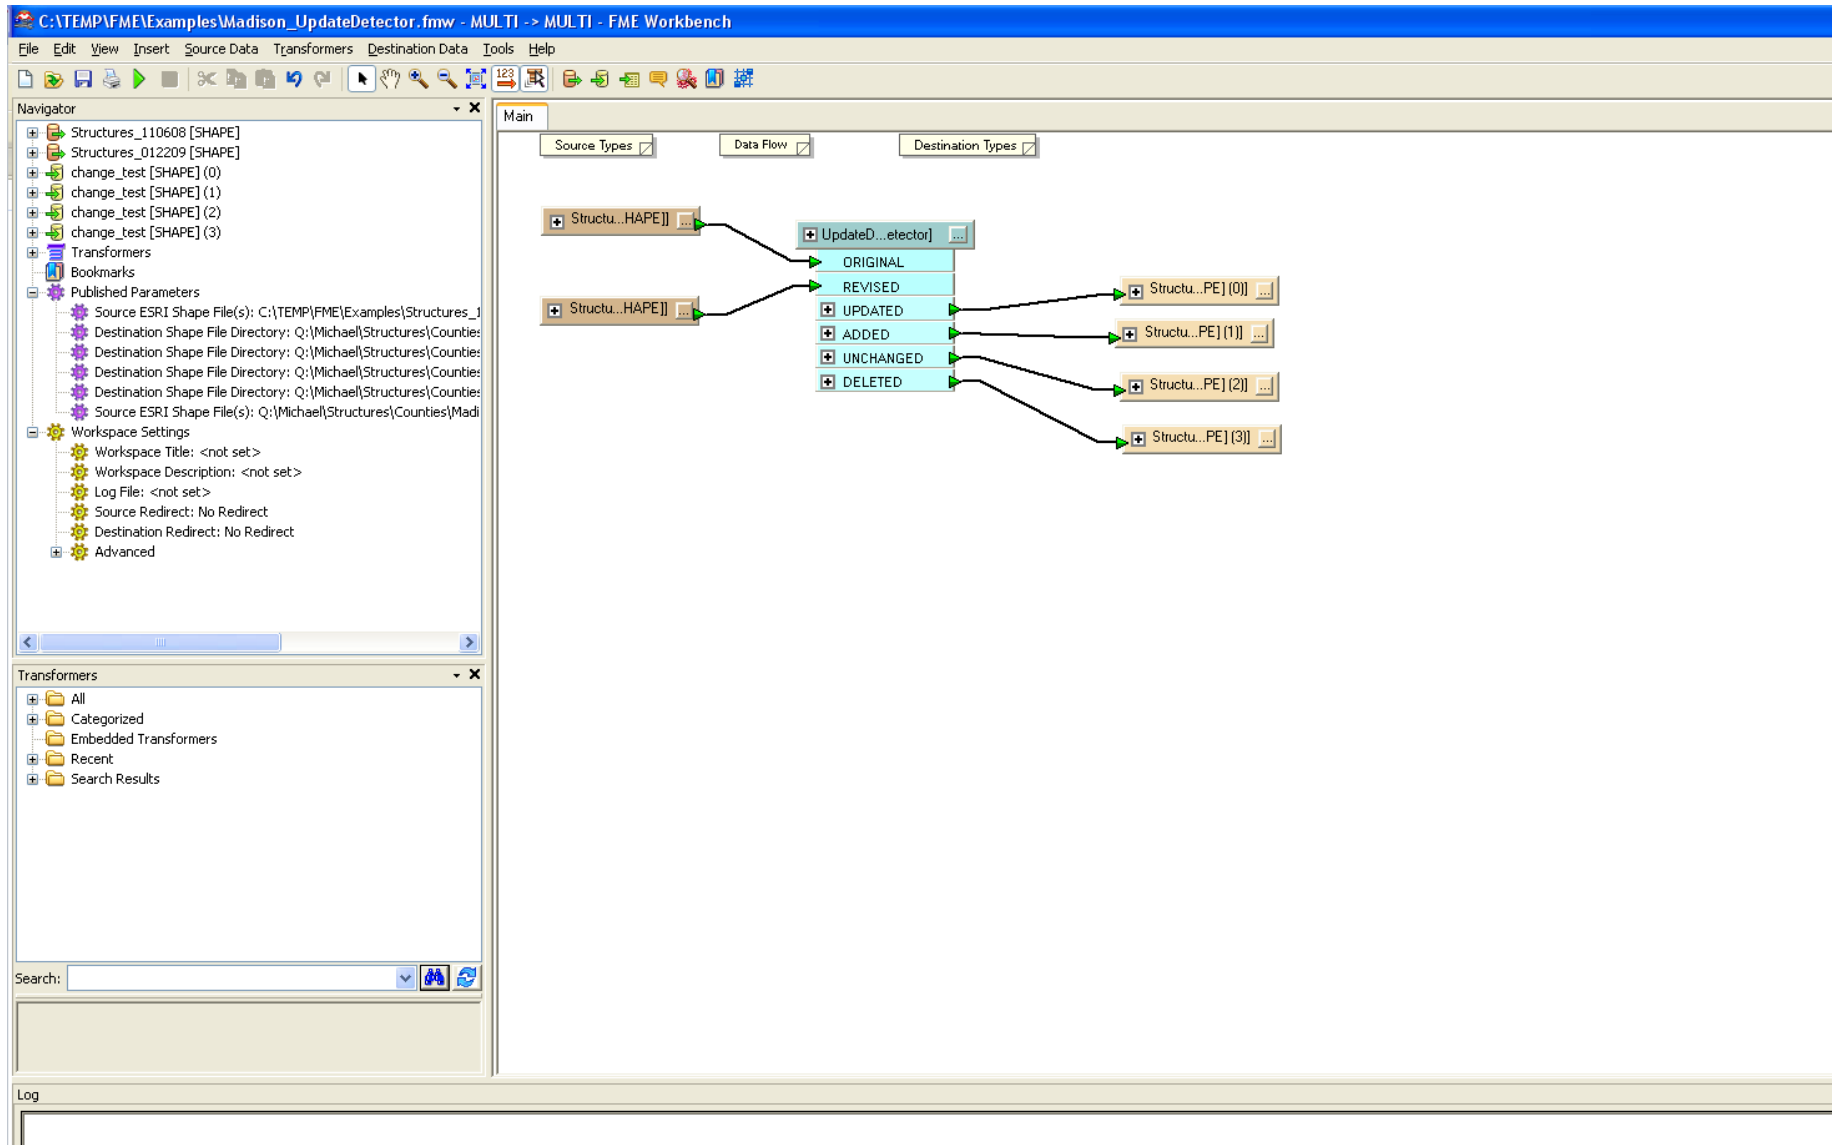 C:\TEMP\FME\Examples\Madison_UpdateDetector.fmw - MULTI -> MULTI - FME Workbench
File Edit View Insert Source Data Transformers Destination Data Tools Help
123
Navigator
Structures_110608 [SHAPE]
Structures_012209 [SHAPE]
change_test [SHAPE] (0)
change_test [SHAPE] (1)
change_test [SHAPE] (2)
change_test [SHAPE] (3)
Transformers
Bookmarks
Published Parameters
Source ESRI Shape File(s): C:\TEMP\FME\Examples\Structures_1
Destination Shape File Directory: Q:\Michael\Structures\Counties
Destination Shape File Directory: Q:\Michael\Structures\Counties
Destination Shape File Directory: Q:\Michael\Structures\Counties
Destination Shape File Directory: Q:\Michael\Structures\Counties
Source ESRI Shape File(s): Q:\Michael\Structures\Counties\Madi
Workspace Settings
Workspace Title: <not set>
Workspace Description: <not set>
Log File: <not set>
Source Redirect: No Redirect
Destination Redirect: No Redirect
Advanced
Transformers
All
Categorized
Embedded Transformers
Recent
Search Results
Search:
Main
Source Types
Data Flow
Destination Types
Structu...HAPE]] ...
Structu...HAPE]] ...
UpdateD...etector] ...
ORIGINAL
REVISED
UPDATED
ADDED
UNCHANGED
DELETED
Structu...PE] (0)] ...
Structu...PE] (1)] ...
Structu...PE] (2)] ...
Structu...PE] (3)] ...
Log